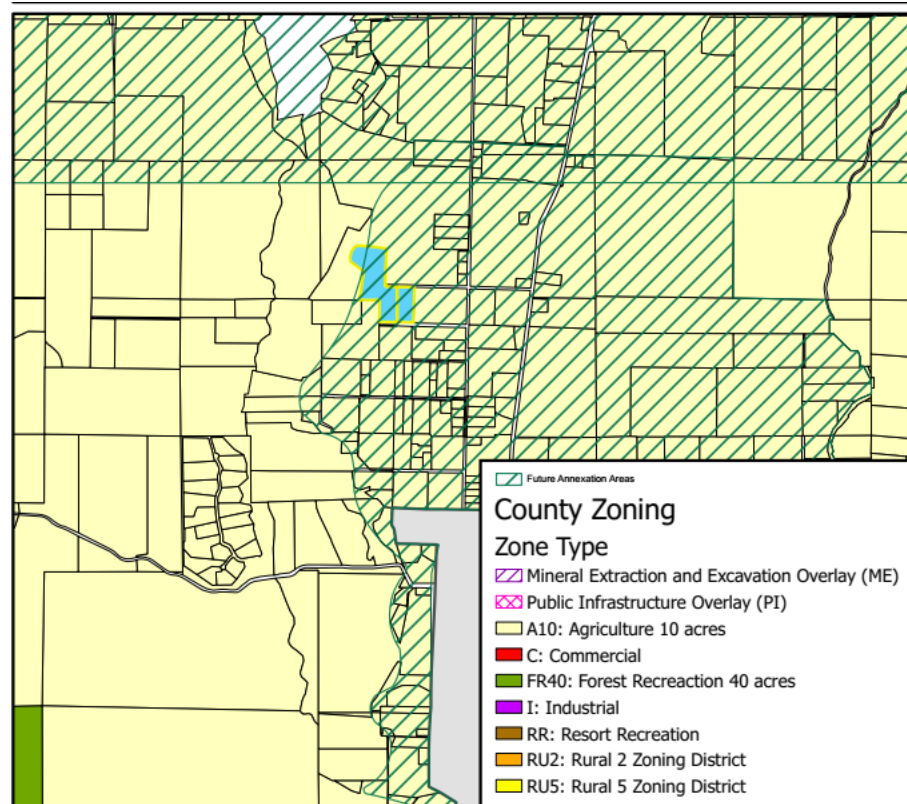 Future Annexation Areas
County Zoning
Zone Type
Mineral Extraction and Excavation Overlay (ME)
Public Infrastructure Overlay (PI)
A10: Agriculture 10 acres
C: Commercial
FR40: Forest Recreaction 40 acres
I: Industrial
RR: Resort Recreation
RU2: Rural 2 Zoning District
RU5: Rural 5 Zoning District